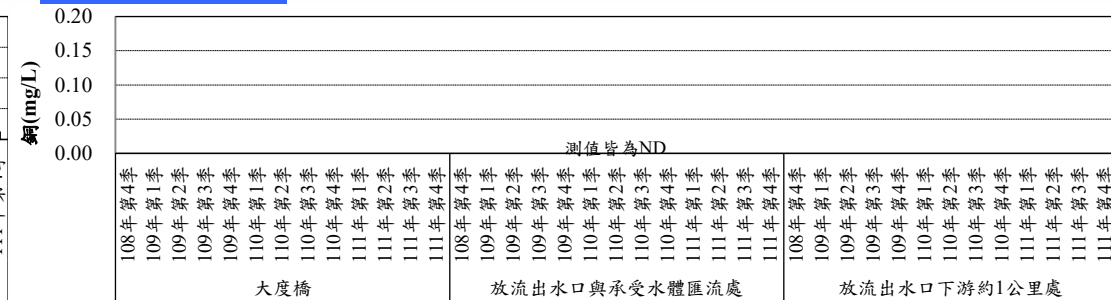 0.20
0.15
0.10
0.05
0.00
銅(mg/L)
測值皆為ND
108年第4季
109年第1季
109年第2季
109年第3季
109年第4季
110年第1季
110年第2季
110年第3季
110年第4季
111年第1季
111年第2季
111年第3季
111年第4季
108年第4季
109年第1季
109年第2季
109年第3季
109年第4季
110年第1季
110年第2季
110年第3季
110年第4季
111年第1季
111年第2季
111年第3季
111年第4季
108年第4季
109年第1季
109年第2季
109年第3季
109年第4季
110年第1季
110年第2季
110年第3季
110年第4季
111年第1季
111年第2季
111年第3季
111年第4季
大度橋
放流出水口與承受水體匯流處
放流出水口下游約1公里處